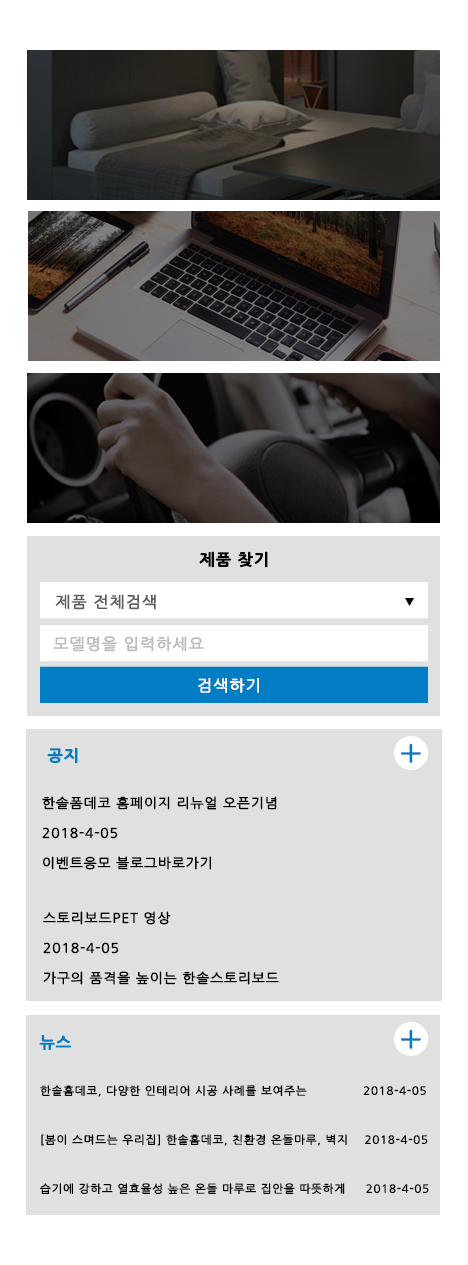 제품 찾기
제품 전체검색
모델명을 입력하세요
검색하기
공지
한솔폼데코 홈페이지 리뉴얼 오픈기념
2018-4-05
이벤트응모 블로그바로가기
스토리보드PET 영상
2018-4-05
가구의 품격을 높이는 한솔스토리보드
뉴스
한솔홈데코, 다양한 인테리어 시공 사례를 보여주는 2018-4-05
[봄이 스며드는 우리집] 한솔홈데코, 친환경 온돌마루, 벽지 2018-4-05
습기에 강하고 열효율성 높은 온돌 마루로 집안을 따뜻하게 2018-4-05